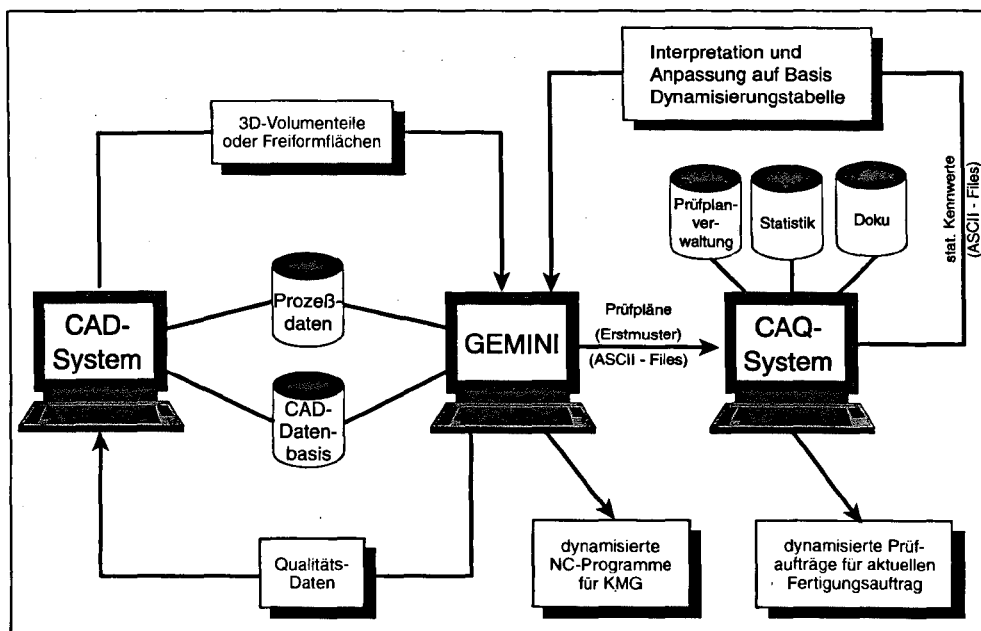 Interpretation und
Anpassung auf Basis
Dynamisierungstabelle
3D-Volumenteile
oder Freiformflächen
Prüfplan-
ver-
waltung
Statistik
Doku
stat. Kennwerte
(ASCII - Files)
Prozeß-
daten
CAD-
System
GEMINI
Prüfpläne
(Erstmuster)
(ASCII - Files)
CAQ-
System
CAD-
Daten-
basis
Qualitäts-
Daten
dynamisierte
NC-Programme
für KMG
dynamisierte Prüf-
aufträge für aktuellen
Fertigungsauftrag